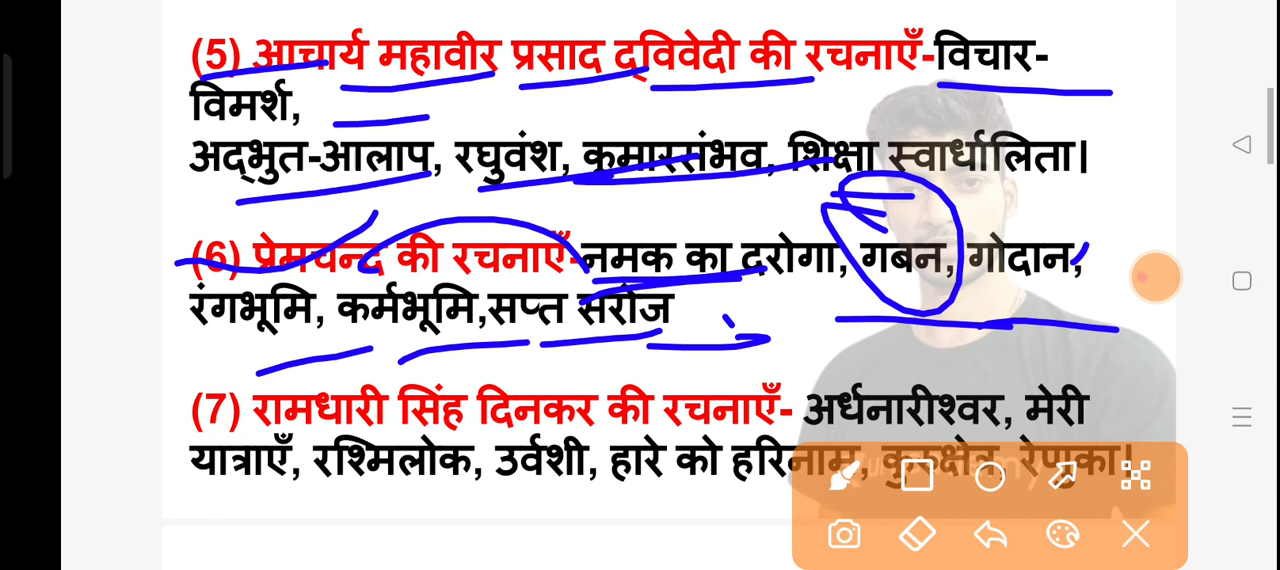 (5) आचार्य महावीर प्रसाद द्विवेदी की रचनाएँ-विचार-
विमर्श,
अद्भुत-आलाप, रघुवंश, कुमारसंभव, शिक्षा स्वार्धालिता।
(6) प्रेमचन्द की रचनाएँ-नमक का दरोगा, गबन, गोदान,
रंगभूमि, कर्मभूमि,सप्त सरोज
(7) रामधारी सिंह दिनकर की रचनाएँ- अर्धनारीश्वर, मेरी
यात्राएँ, रश्मिलोक, उर्वशी, हारे को हरिनाम, कुरुक्षेत्र, रेणुका।